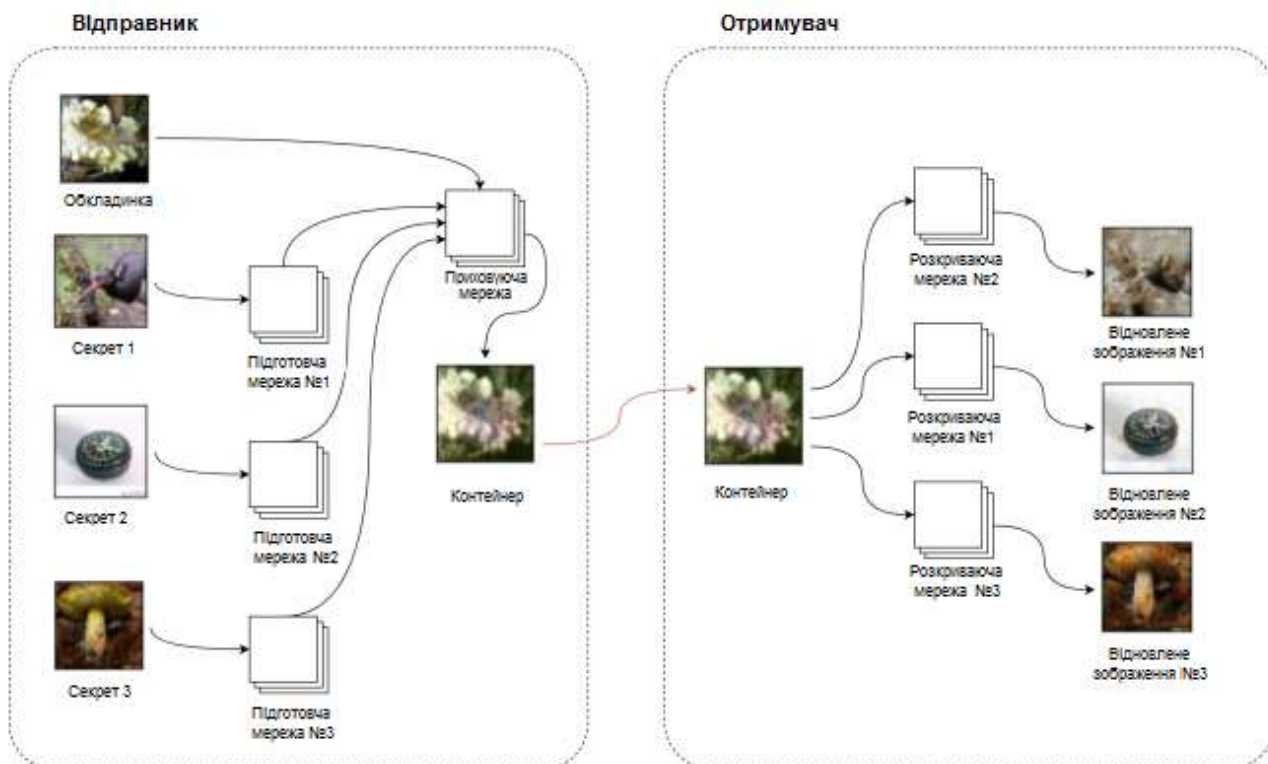 Відправник
Обкладинка
Секрет 1
Підготовча
мережа №1
Секрет 2
Підготовча
мережа №2
Секрет 3
Підготовча
мережа №3
Приховуюча
мережа
Контейнер
Отримувач
Контейнер
Розкриваюча
мережа №2
Відновлене
зображення №1
Розкриваюча
мережа №1
Відновлене
зображення №2
Розкриваюча
мережа №3
Відновлене
зображення №3